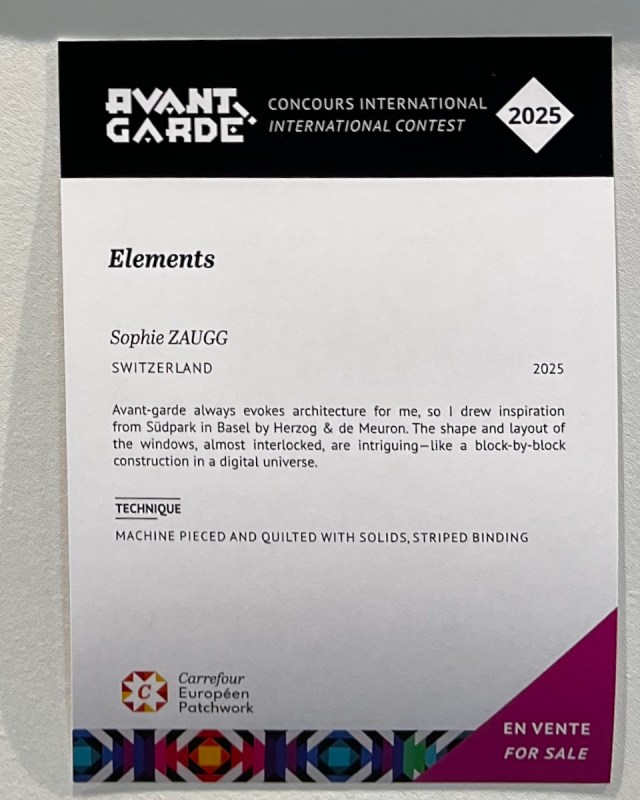 AVANT
GARDE
CONCOURS INTERNATIONAL
INTERNATIONAL CONTEST
2025
Elements
Sophie ZAUGG
SWITZERLAND
2025
Avant-garde always evokes architecture for me, so I drew inspiration
from Südpark in Basel by Herzog & de Meuron. The shape and layout of
the windows, almost interlocked, are intriguing—like a block-by-block
construction in a digital universe.
TECHNIQUE
MACHINE PIECED AND QUILTED WITH SOLIDS, STRIPED BINDING
C
Carrefour
Européen
Patchwork
EN VENTE
FOR SALE